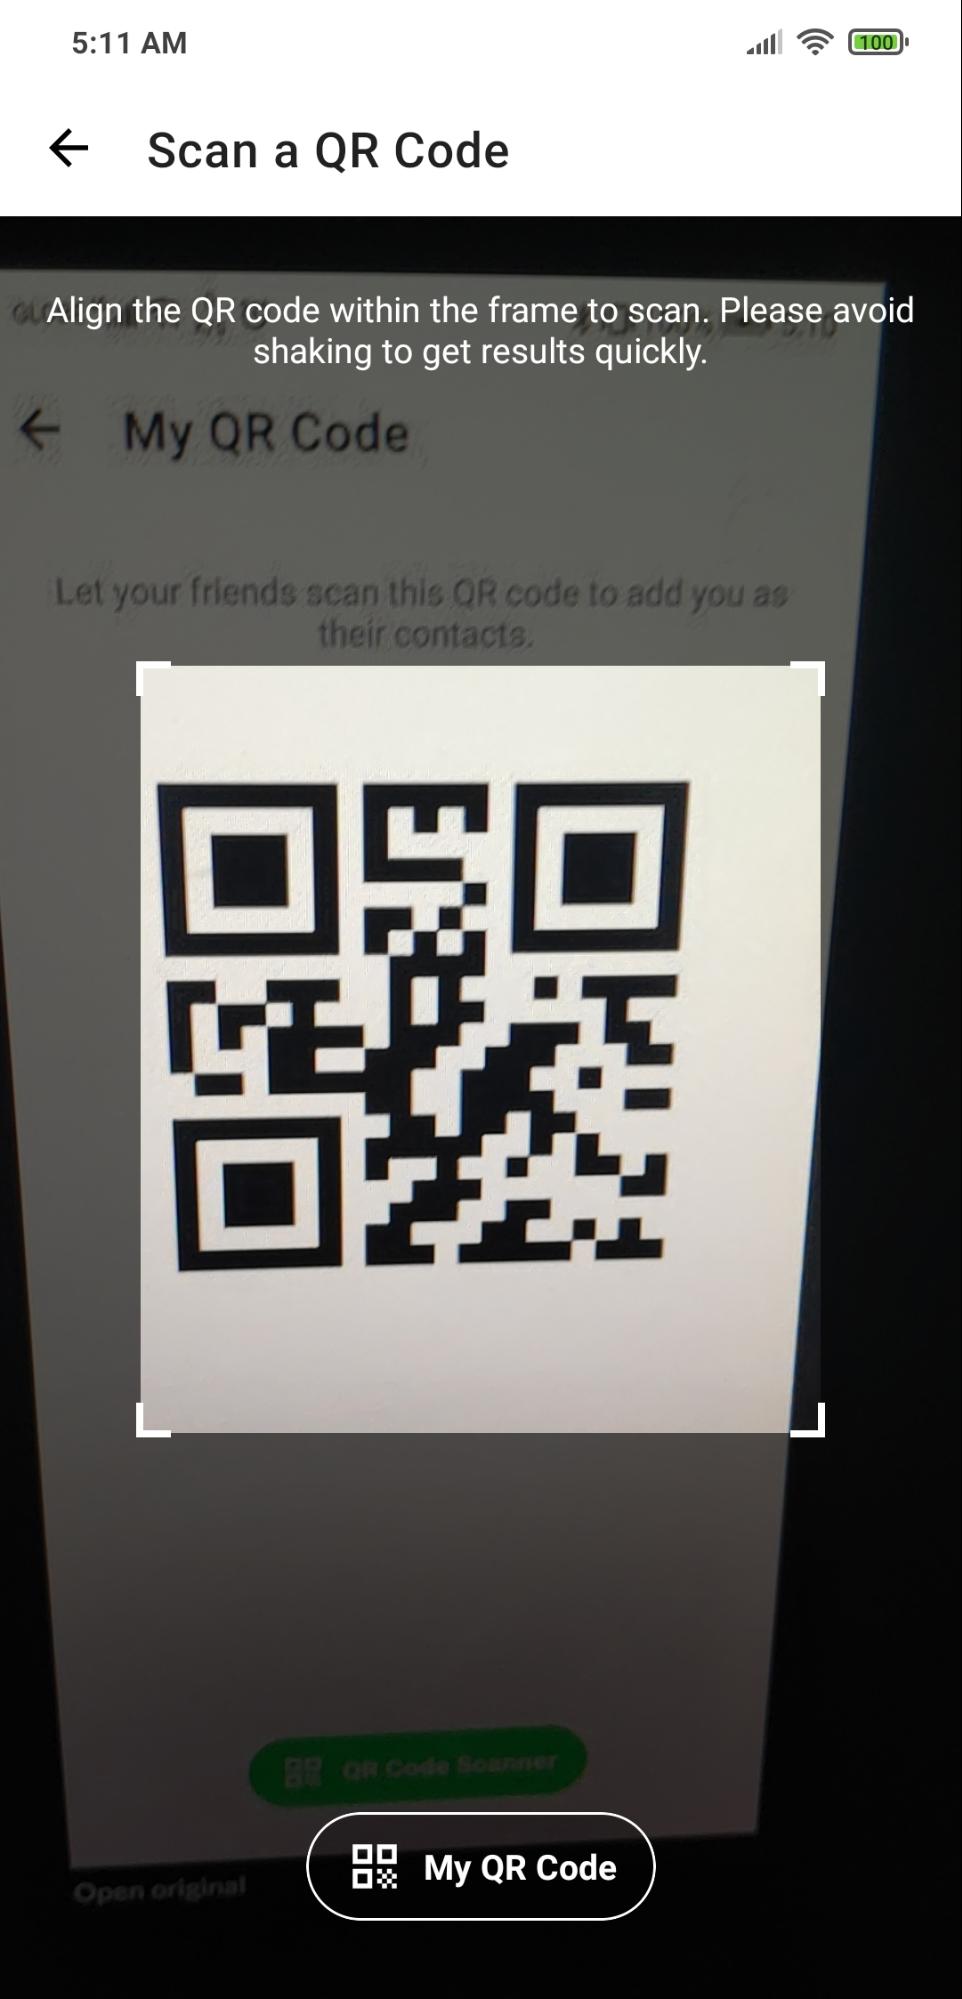 5:11 AM
100
Scan a QR Code
Align the QR code within the frame to scan. Please avoid
shaking to get results quickly.
My QR Code
Let your friends scan this QR code to add you as
their contacts.
QR Code Scanner
My QR Code
Open original